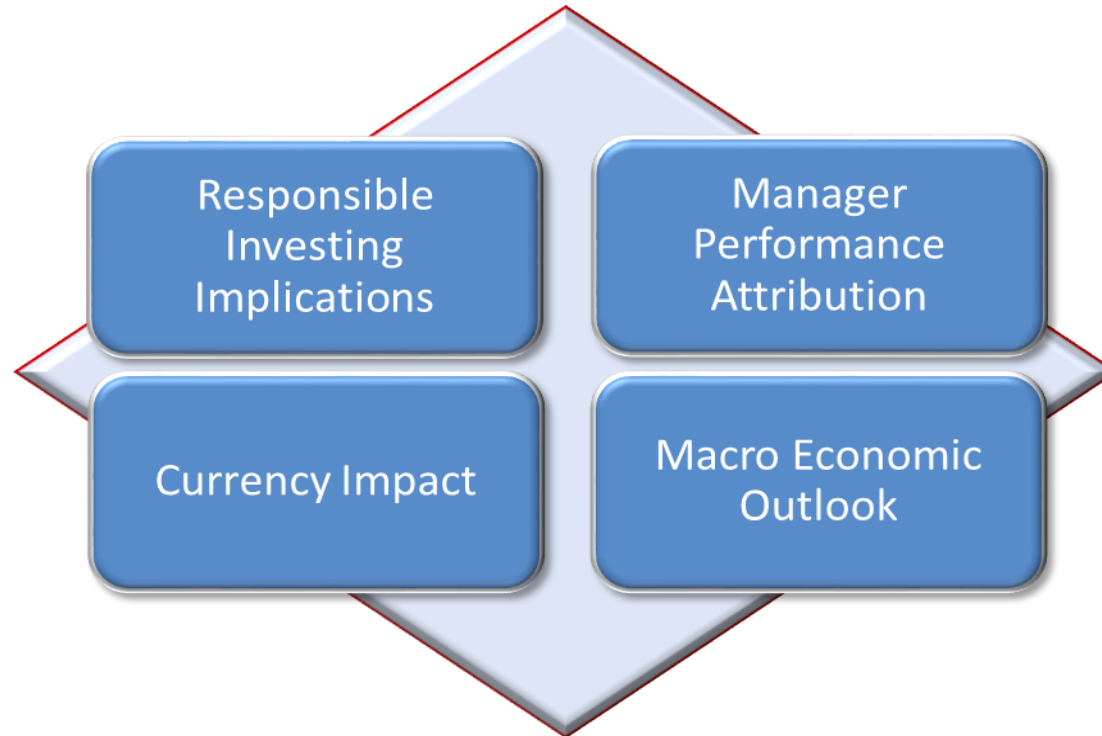 Responsible
Investing
Implications
Manager
Performance
Attribution
Currency Impact
Macro Economic
Outlook